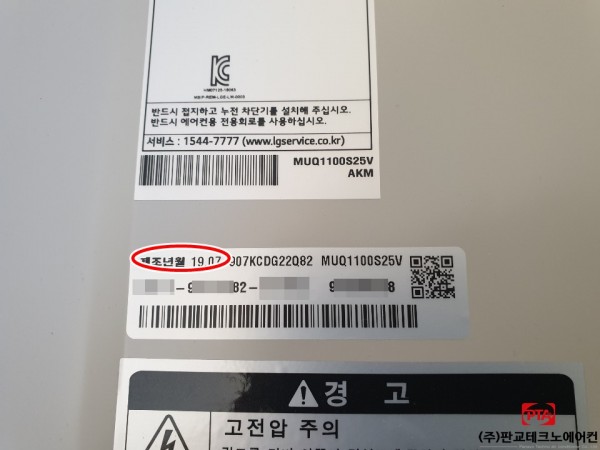 반드시 접지하고 누전 차단기를 설치해 주십시오.
반드시 에어컨용 전용회로를 사용하십시오.
서비스 : 1544-7777 (www.lgservice.co.kr)
MUQ1100S25V
AKM
제조년월 19.07 907KCDG22Q82 MUQ1100S25V
경 고
고전압 주의
PTA
(주)판교테크노에어컨